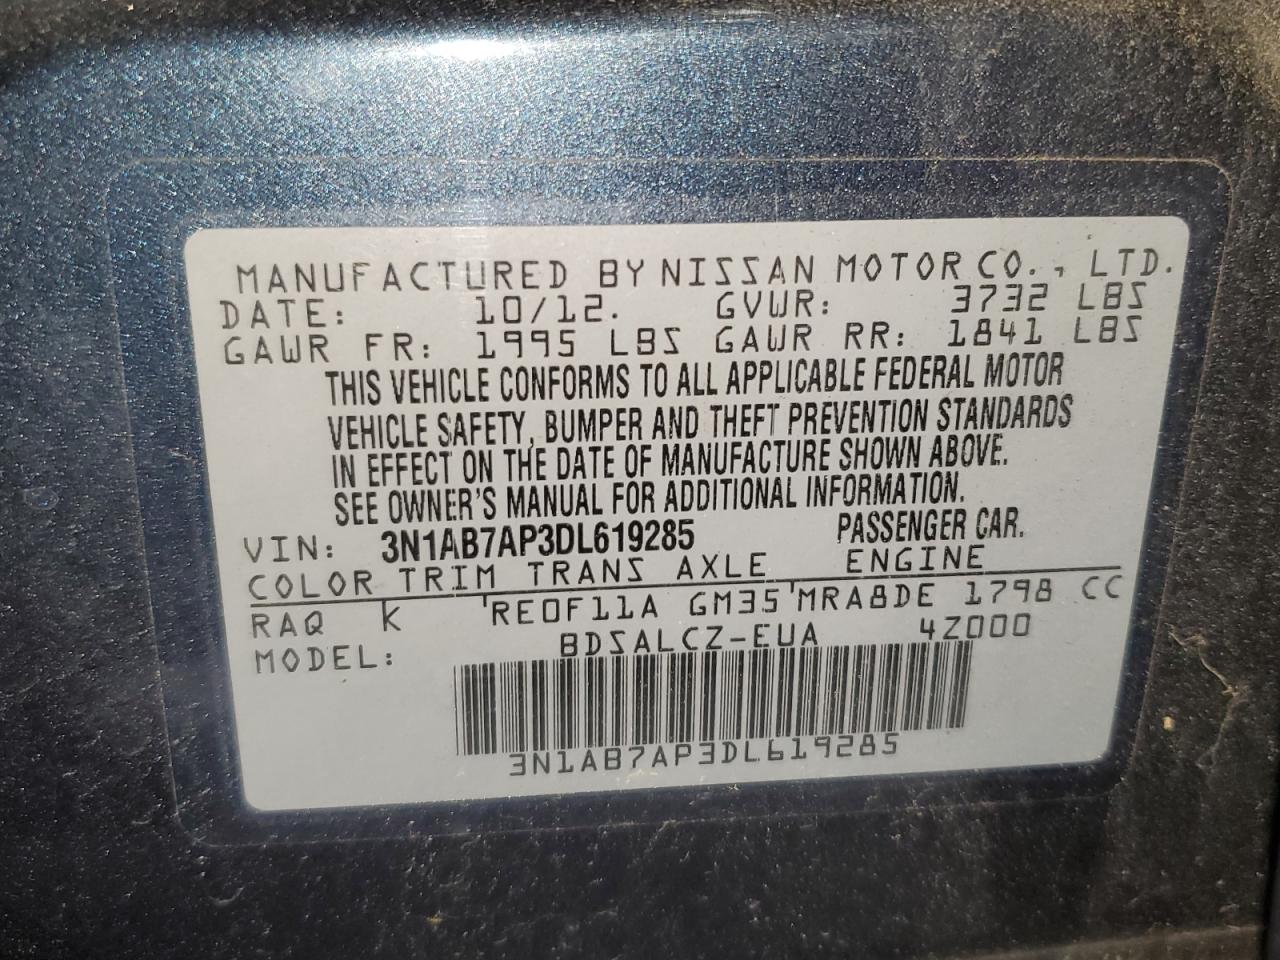 MANUFACTURED BY NISSAN MOTOR CO., LTD.
DATE: 10/12. GVWR: 3732 LBS
GAWR FR: 1995 LBS GAWR RR: 1841 LBS
THIS VEHICLE CONFORMS TO ALL APPLICABLE FEDERAL MOTOR
VEHICLE SAFETY, BUMPER AND THEFT PREVENTION STANDARDS
IN EFFECT ON THE DATE OF MANUFACTURE SHOWN ABOVE.
SEE OWNER'S MANUAL FOR ADDITIONAL INFORMATION.
VIN: 3N1AB7AP3DL619285 PASSENGER CAR.
COLOR TRIM TRANS AXLE ENGINE
RAQ K RE0F11A GM35 MRA8DE 1798 CC
MODEL: BDSALCZ-EUA 4Z000
3N1AB7AP3DL619285